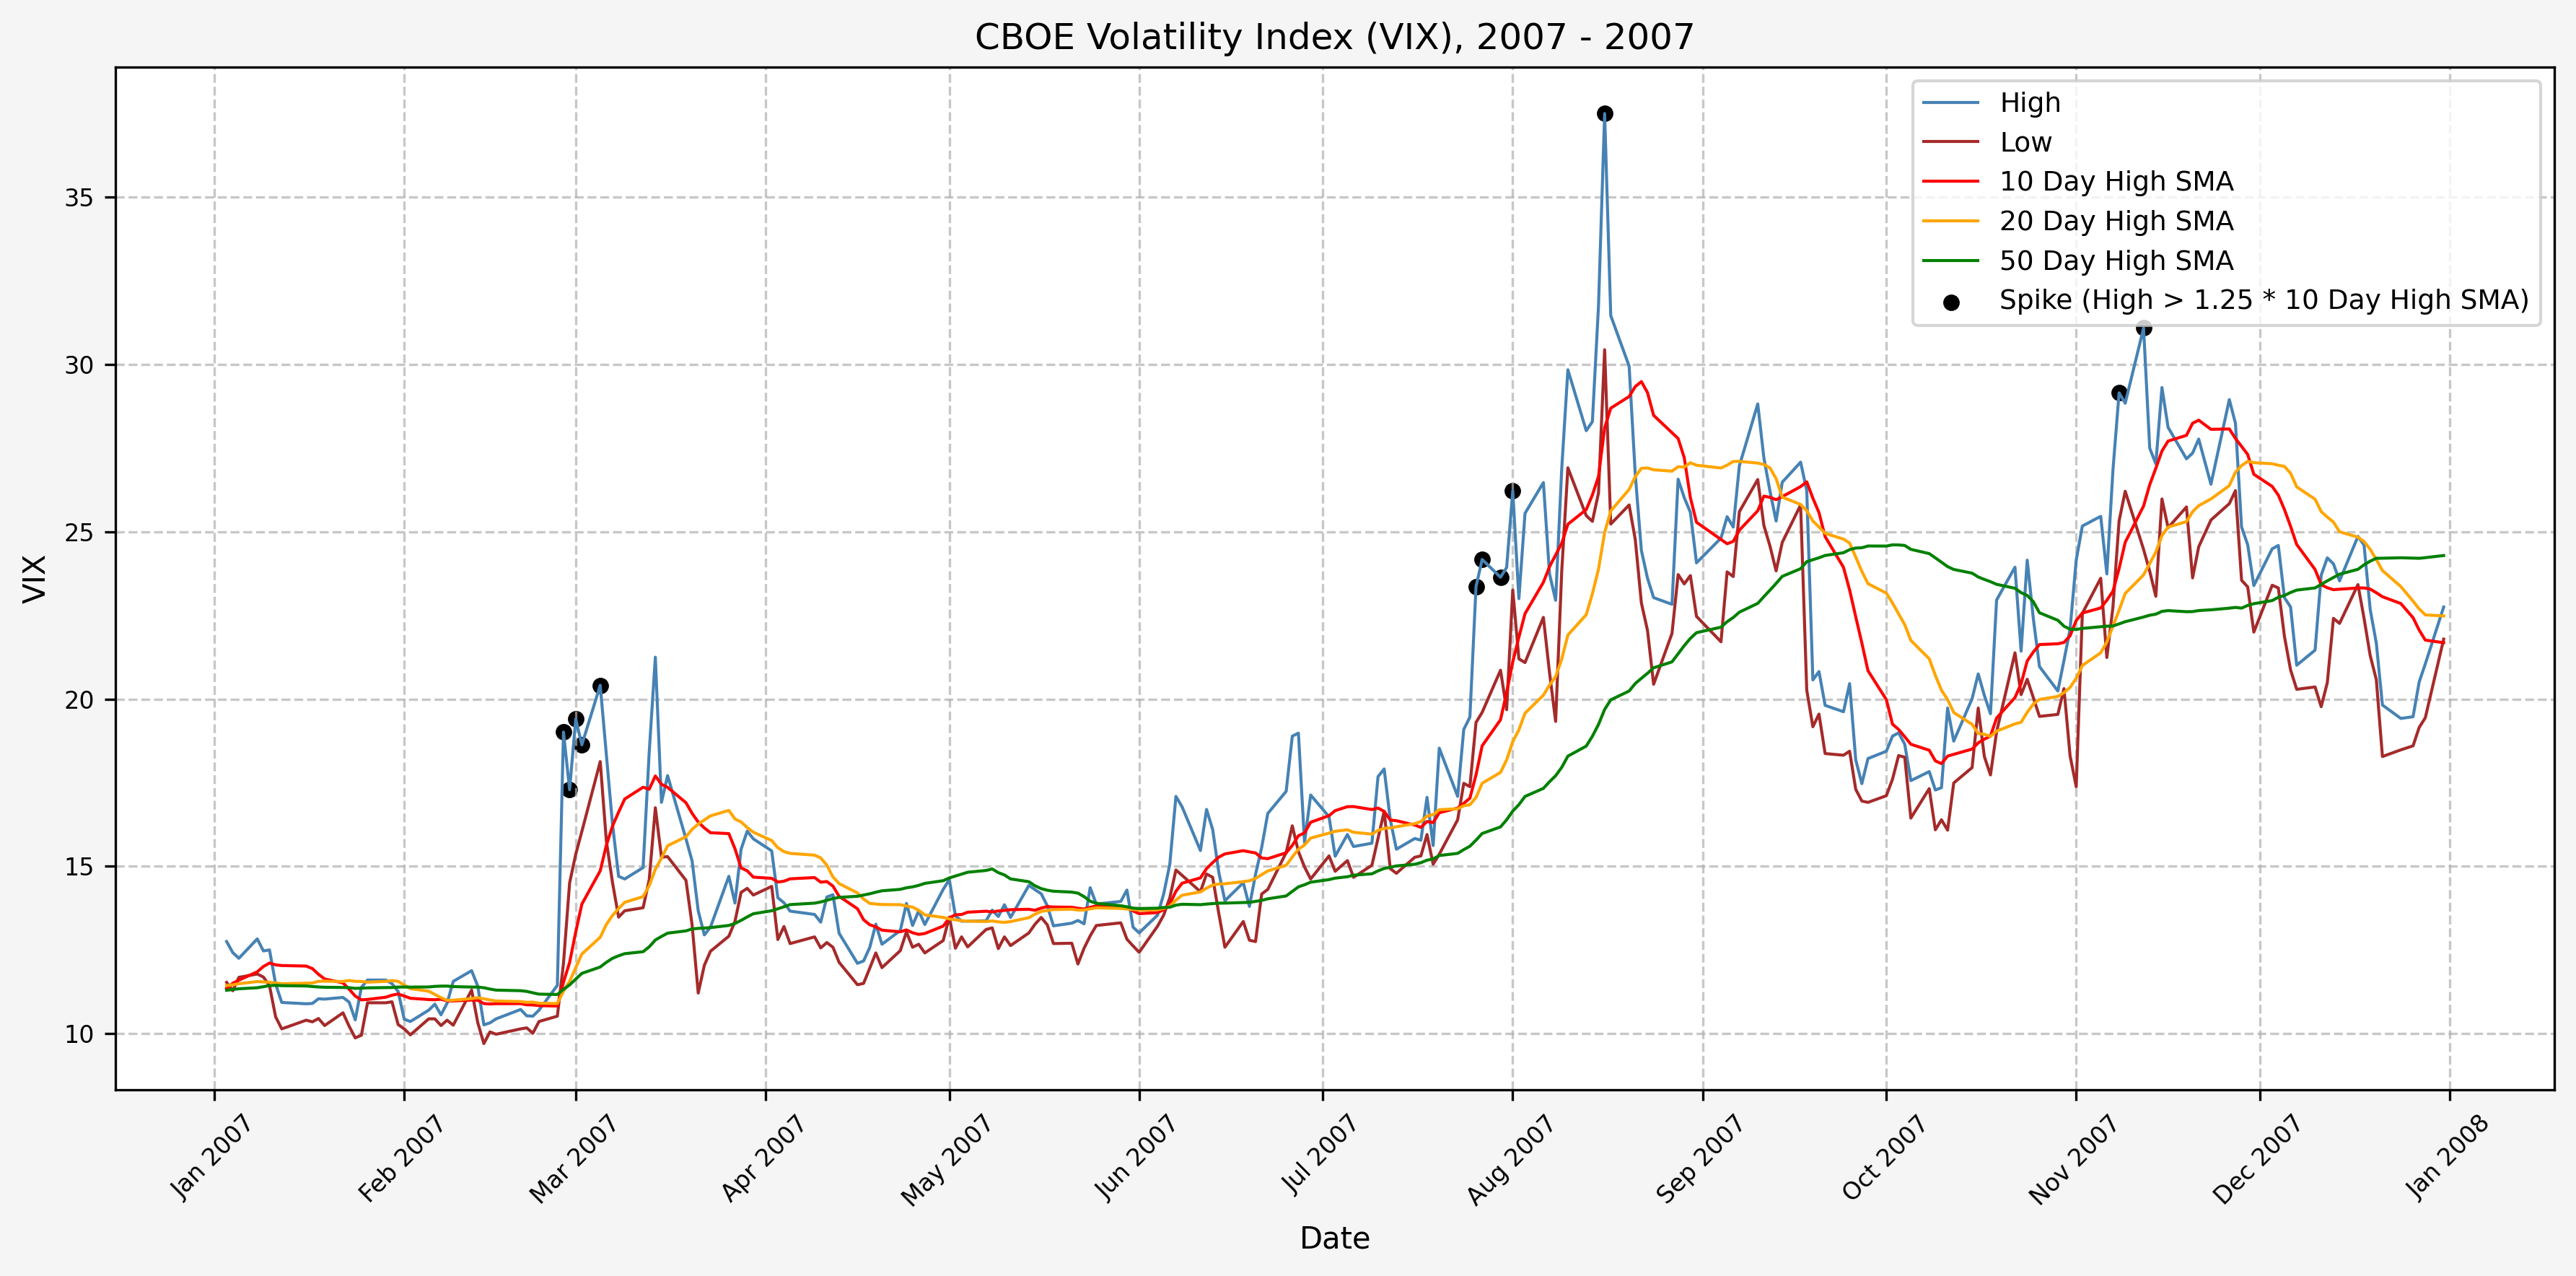 CBOE Volatility Index (VIX), 2007 - 2007
High
Low
10 Day High SMA
20 Day High SMA
50 Day High SMA
Spike (High > 1.25 * 10 Day High SMA)
VIX
35
30
25
20
15
10
Jan 2007
Feb 2007
Mar 2007
Apr 2007
May 2007
Jun 2007
Jul 2007
Aug 2007
Sep 2007
Oct 2007
Nov 2007
Dec 2007
Jan 2008
Date